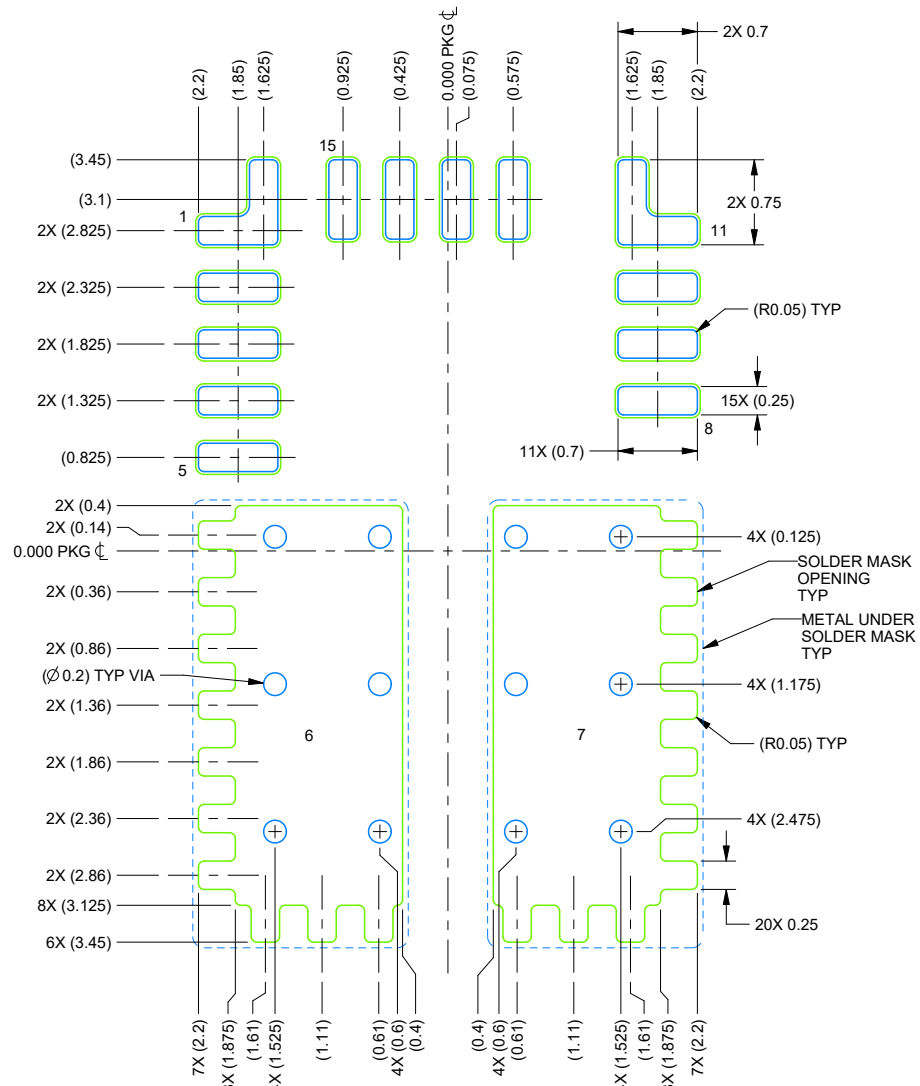 (2.2)
(1.85)
(1.625)
(0.925)
(0.425)
0.000 PKG ℄
(0.075)
(0.575)
2X 0.7
(1.625)
(1.85)
(2.2)
(3.45)
15
(3.1)
2X 0.75
1
11
2X (2.825)
2X (2.325)
(R0.05) TYP
2X (1.825)
2X (1.325)
15X (0.25)
8
11X (0.7)
(0.825)
5
2X (0.4)
2X (0.14)
0.000 PKG ℄
4X (0.125)
SOLDER MASK
OPENING
TYP
2X (0.36)
METAL UNDER
SOLDER MASK
TYP
2X (0.86)
(Ø 0.2) TYP VIA
4X (1.175)
2X (1.36)
6
7
(R0.05) TYP
2X (1.86)
2X (2.36)
4X (2.475)
2X (2.86)
8X (3.125)
20X 0.25
6X (3.45)
7X (2.2)
(1.875)
(1.61)
(1.525)
(1.11)
(0.61)
4X (0.6)
(0.4)
(0.4)
4X (0.6)
(0.61)
(1.11)
(1.525)
(1.61)
(1.875)
7X (2.2)